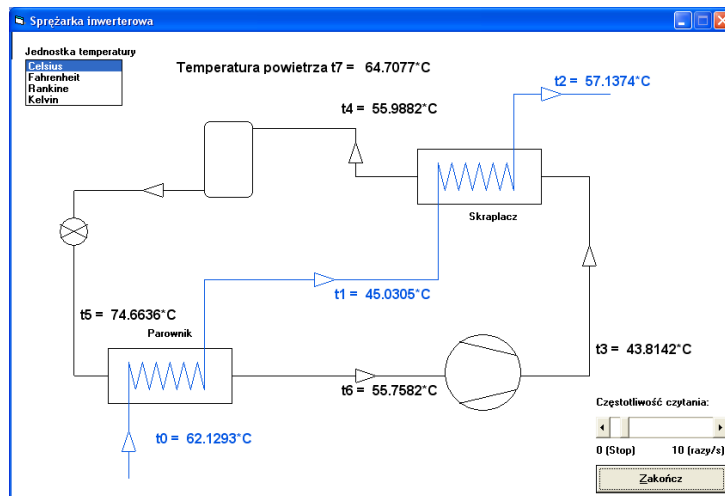 Sprężarka inwerterowa
Jednostka temperatury
Celsius
Fahrenheit
Rankine
Kelvin
Temperatura powietrza t7 = 64.7077*C
t2 = 57.1374*C
t4 = 55.9882*C
Skraplacz
t1 = 45.0305*C
t5 = 74.6636*C
Parownik
t3 = 43.8142*C
t6 = 55.7582*C
t0 = 62.1293*C
Częstotliwość czytania:
0 (Stop) 10 (razy/s)
Zakończ